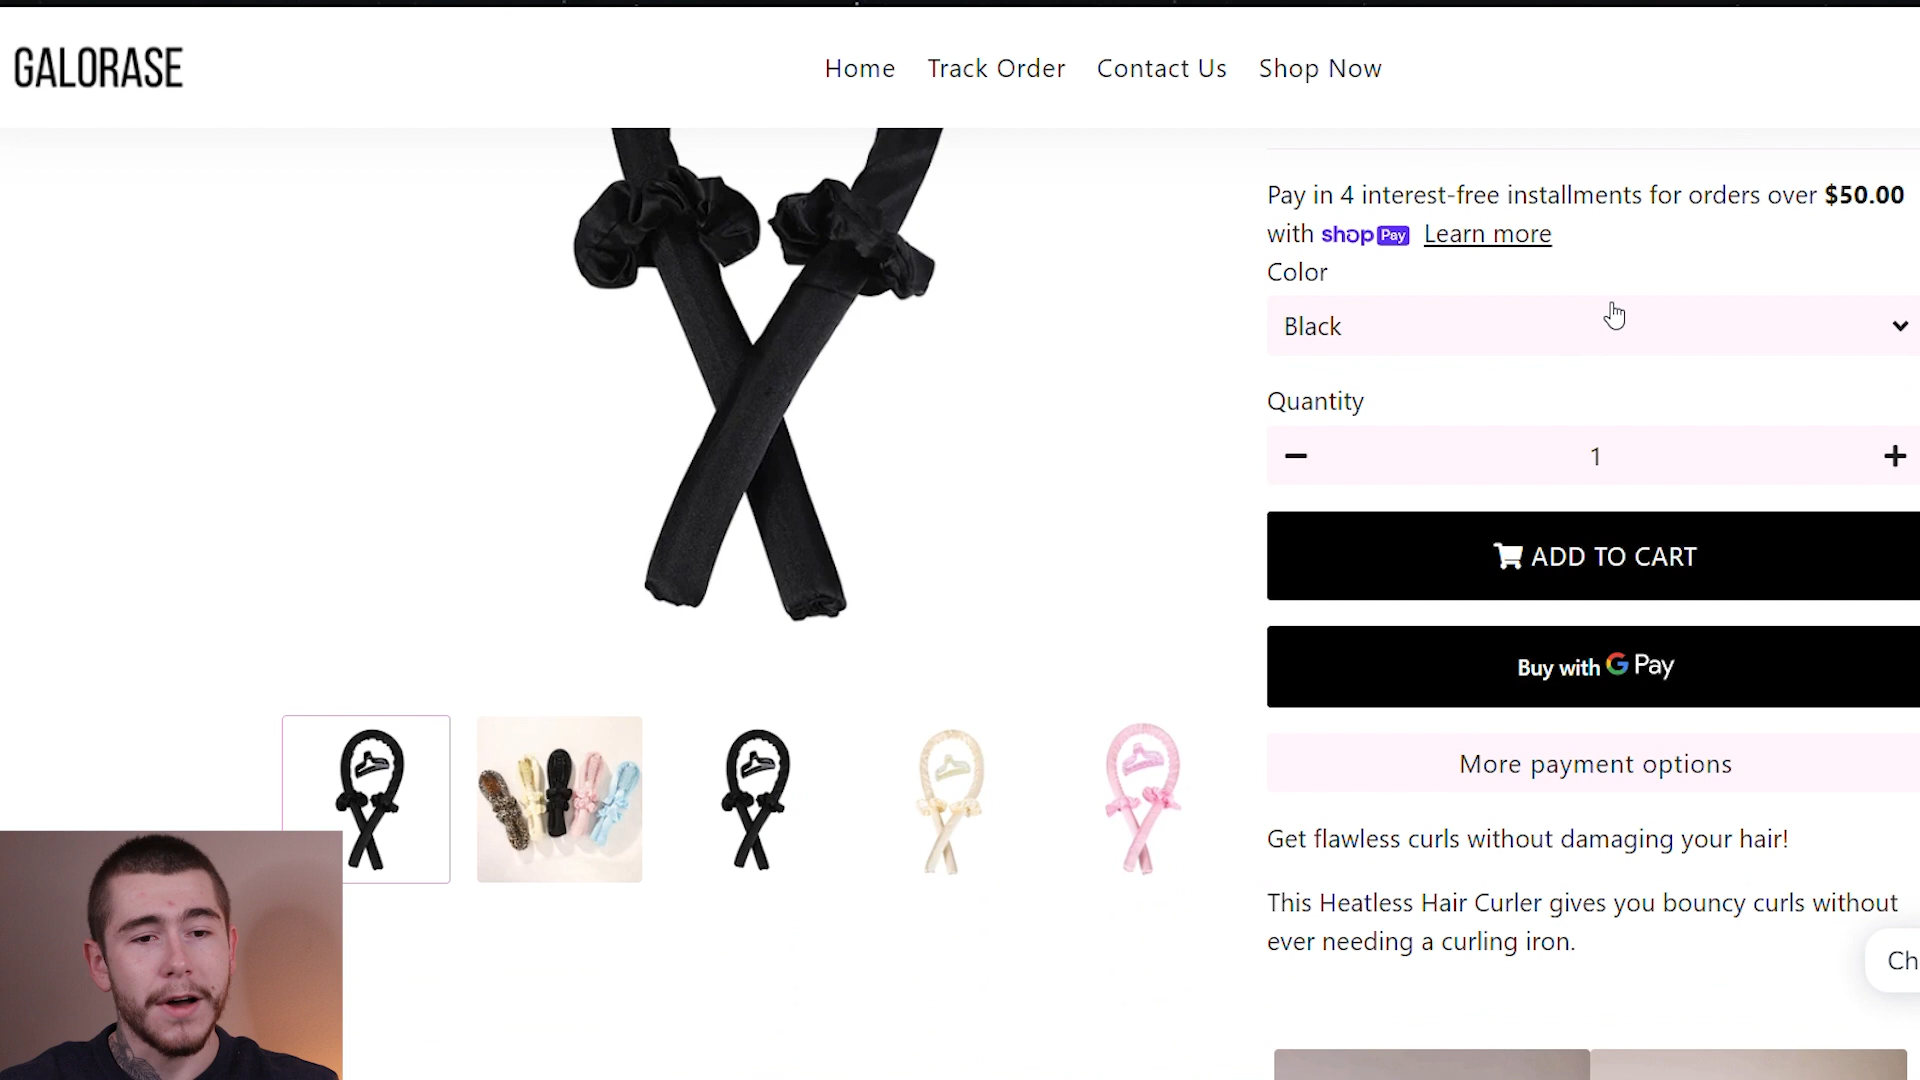 GALORASE
Home
Track Order
Contact Us
Shop Now
Pay in 4 interest-free installments for orders over $50.00
with shop Pay Learn more
Color
Black
Quantity
1
ADD TO CART
Buy with G Pay
More payment options
Get flawless curls without damaging your hair!
This Heatless Hair Curler gives you bouncy curls without
ever needing a curling iron.
Ch